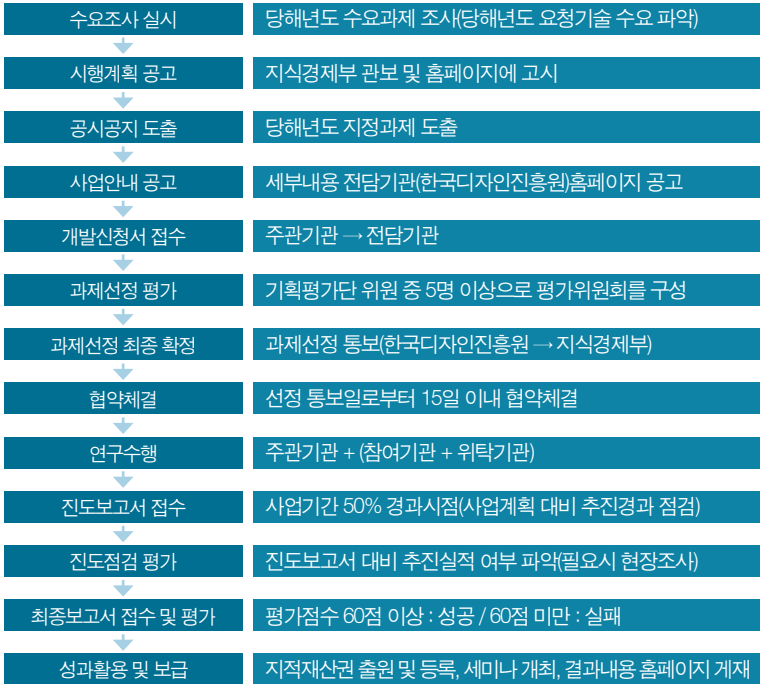 수요조사 실시
당해년도 수요과제 조사(당해년도 요청기술 수요 파악)
시행계획 공고
지식경제부 관보 및 홈페이지에 고시
공시공지 도출
당해년도 지정과제 도출
사업안내 공고
세부내용 전담기관(한국디자인진흥원)홈페이지 공고
개발신청서 접수
주관기관 → 전담기관
과제선정 평가
기획평가단 위원 중 5명 이상으로 평가위원회를 구성
과제선정 최종 확정
과제선정 통보(한국디자인진흥원 → 지식경제부)
협약체결
선정 통보일로부터 15일 이내 협약체결
연구수행
주관기관 + (참여기관 + 위탁기관)
진도보고서 접수
사업기간 50% 경과시점(사업계획 대비 추진경과 점검)
진도점검 평가
진도보고서 대비 추진실적 여부 파악(필요시 현장조사)
최종보고서 접수 및 평가
평가점수 60점 이상 : 성공 / 60점 미만 : 실패
성과활용 및 보급
지적재산권 출원 및 등록, 세미나 개최, 결과내용 홈페이지 게재